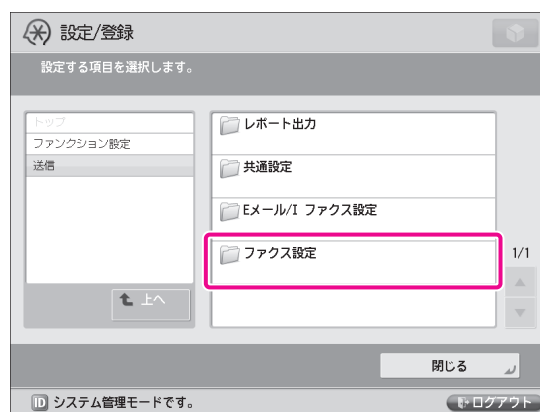 設定/登録
設定する項目を選択します。
トップ
ファンクション設定
送信
レポート出力
共通設定
Eメール/I ファクス設定
ファクス設定
1/1
上へ
閉じる
ID システム管理モードです。
ログアウト